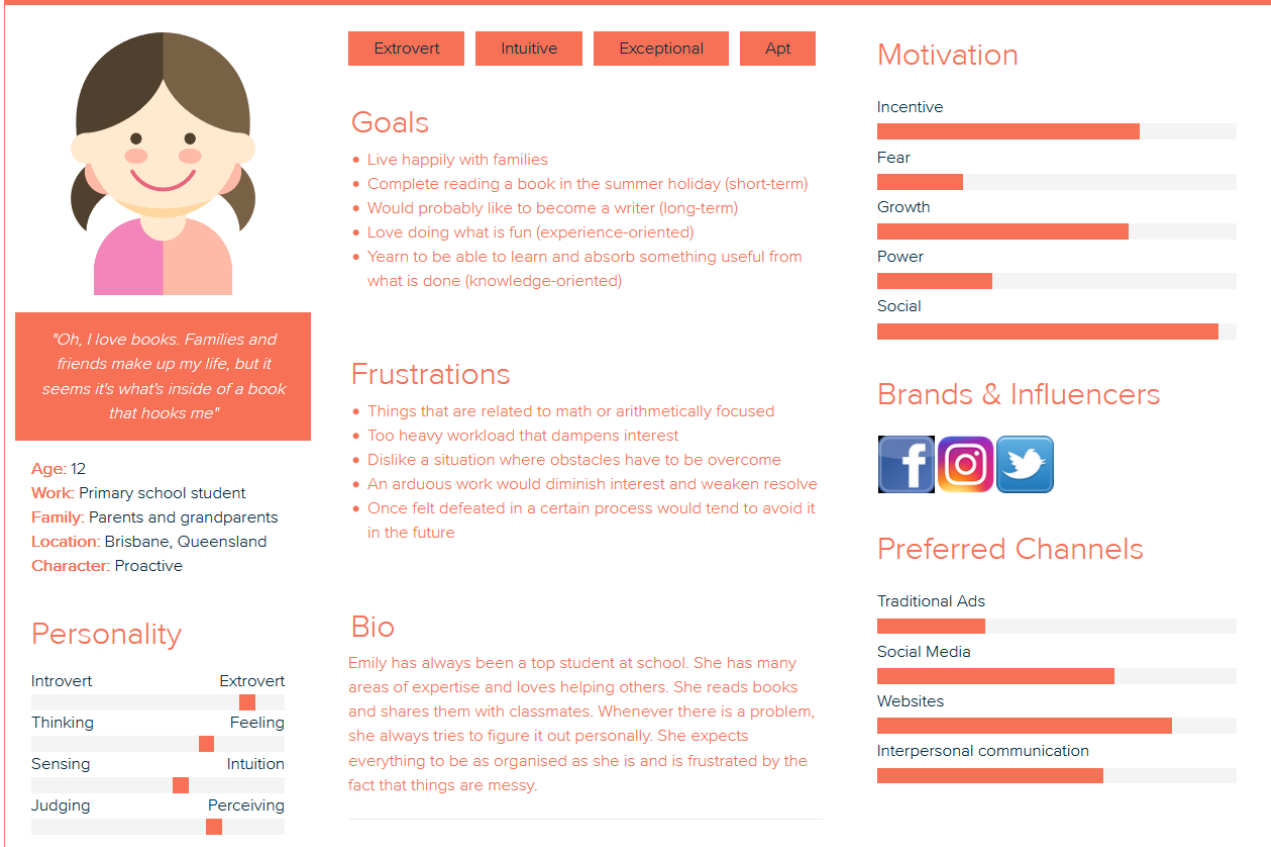 "Oh, I love books. Families and
friends make up my life, but it
seems it's what's inside of a book
that hooks me"
Age: 12
Work: Primary school student
Family: Parents and grandparents
Location: Brisbane, Queensland
Character: Proactive
Personality
Introvert Extrovert
Thinking Feeling
Sensing Intuition
Judging Perceiving
Extrovert Intuitive Exceptional Apt
Goals
• Live happily with families
• Complete reading a book in the summer holiday (short-term)
• Would probably like to become a writer (long-term)
• Love doing what is fun (experience-oriented)
• Yearn to be able to learn and absorb something useful from
what is done (knowledge-oriented)
Frustrations
• Things that are related to math or arithmetically focused
• Too heavy workload that dampens interest
• Dislike a situation where obstacles have to be overcome
• An arduous work would diminish interest and weaken resolve
• Once felt defeated in a certain process would tend to avoid it
in the future
Bio
Emily has always been a top student at school. She has many
areas of expertise and loves helping others. She reads books
and shares them with classmates. Whenever there is a problem,
she always tries to figure it out personally. She expects
everything to be as organised as she is and is frustrated by the
fact that things are messy.
Motivation
Incentive
Fear
Growth
Power
Social
Brands & Influencers
f
Preferred Channels
Traditional Ads
Social Media
Websites
Interpersonal communication